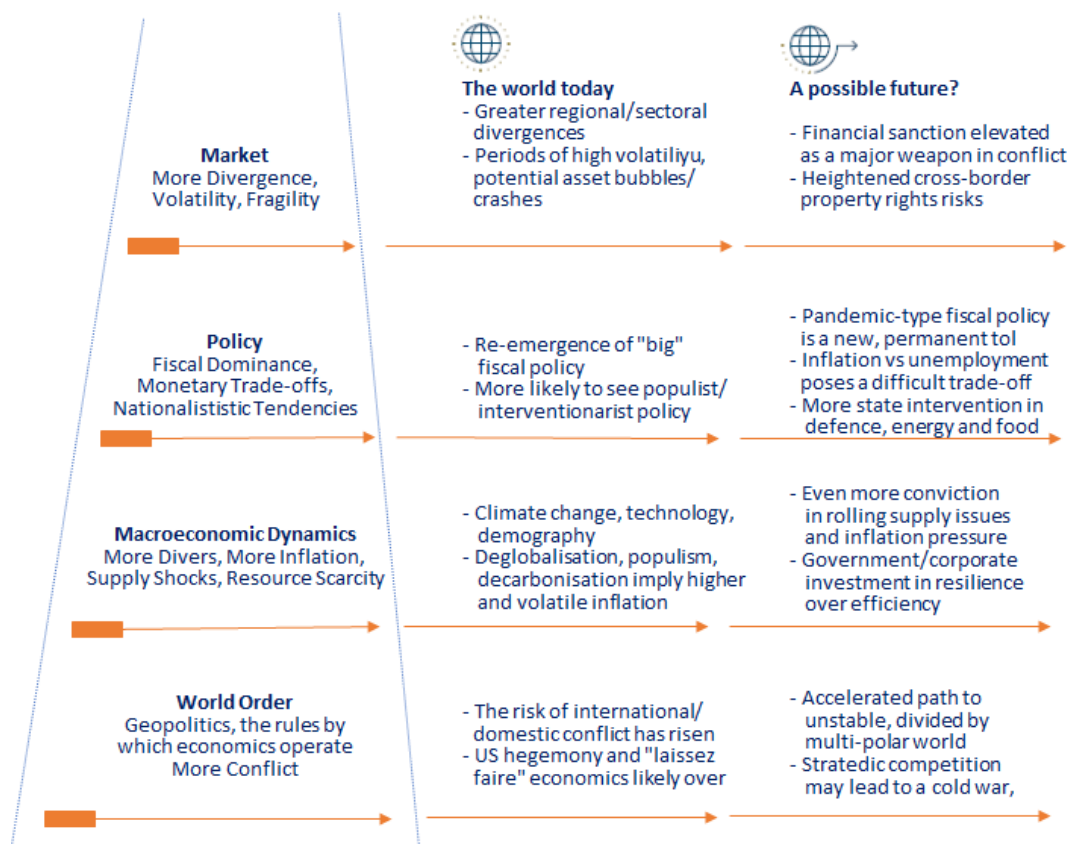 The world today
- Greater regional/sectoral
divergences
- Periods of high volatiliyu,
potential asset bubbles/
crashes
A possible future?
- Financial sanction elevated
as a major weapon in conflict
- Heightened cross-border
property rights risks
Market
More Divergence,
Volatility, Fragility
Policy
Fiscal Dominance,
Monetary Trade-offs,
Nationalististic Tendencies
- Re-emergence of "big"
fiscal policy
- More likely to see populist/
interventionarist policy
- Pandemic-type fiscal policy
is a new, permanent tol
- Inflation vs unemployment
poses a difficult trade-off
- More state intervention in
defence, energy and food
Macroeconomic Dynamics
More Divers, More Inflation,
Supply Shocks, Resource Scarcity
- Climate change, technology,
demography
- Deglobalisation, populism,
decarbonisation imply higher
and volatile inflation
- Even more conviction
in rolling supply issues
and inflation pressure
- Government/corporate
investment in resilience
over efficiency
World Order
Geopolitics, the rules by
which economics operate
More Conflict
- The risk of international/
domestic conflict has risen
- US hegemony and "laissez
faire" economics likely over
- Accelerated path to
unstable, divided by
multi-polar world
- Stratedic competition
may lead to a cold war,